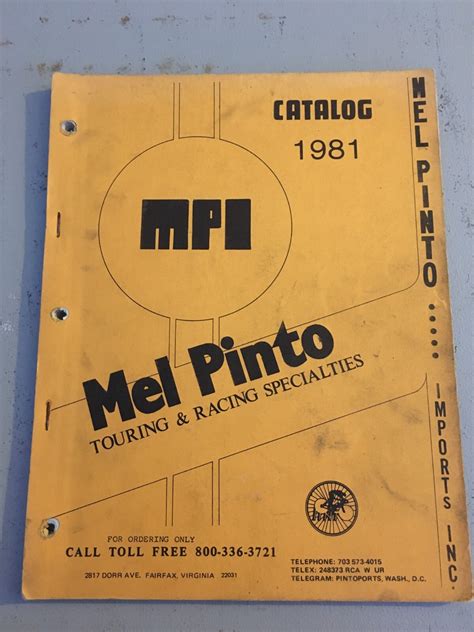 CATALOG
1981
MPI
Mel Pinto
TOURING & RACING SPECIALTIES
MEL PINTO..... IMPORTS INC.
FOR ORDERING ONLY
CALL TOLL FREE 800-336-3721
2817 DORR AVE. FAIRFAX, VIRGINIA 22031
TELEPHONE: 703 573-4015
TELEX: 248373 RCA W UR
TELEGRAM: PINTOPORTS, WASH., D.C.